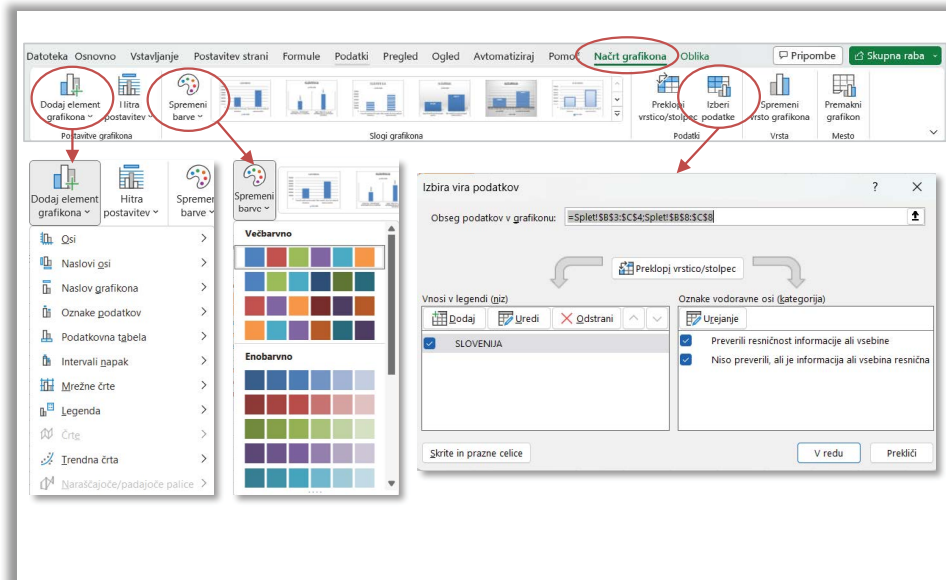 Datoteka Osnovno Vstavljanje Postavitev strani Formule Podatki Pregled Ogled Avtomatiziraj Pomoč Načrt grafikona Oblika Pripombe Skupna raba
Dodaj element grafikona
Hitra postavitev
Spremeni barve
Preklopi vrstico/stolpec
Izberi podatke
Spremeni vrsto grafikona
Premakni grafikon
Postavitve grafikona Slogi grafikona Podatki Vrsta Mesto
Dodaj element grafikona
Hitra postavitev
Spremeni barve
Osi
Naslovi osi
Naslov grafikona
Oznake podatkov
Podatkovna tabela
Intervali napak
Mrežne črte
Legenda
Črte
Trendna črta
Naraščajoče/padajoče palice
Spremeni barve
Večbarvno
Enobarvno
Izbira vira podatkov ?
Obseg podatkov v grafikonu: =Splet!$B$3:$C$4;Splet!$B$8:$C$8
Preklopi vrstico/stolpec
Vnosi v legendi (niz)
Dodaj Uredi Odstrani
SLOVENIJA
Oznake vodoravne osi (kategorija)
Urejanje
Preverili resničnost informacije ali vsebine
Niso preverili, ali je informacija ali vsebina resnična
Skrite in prazne celice V redu Prekliči